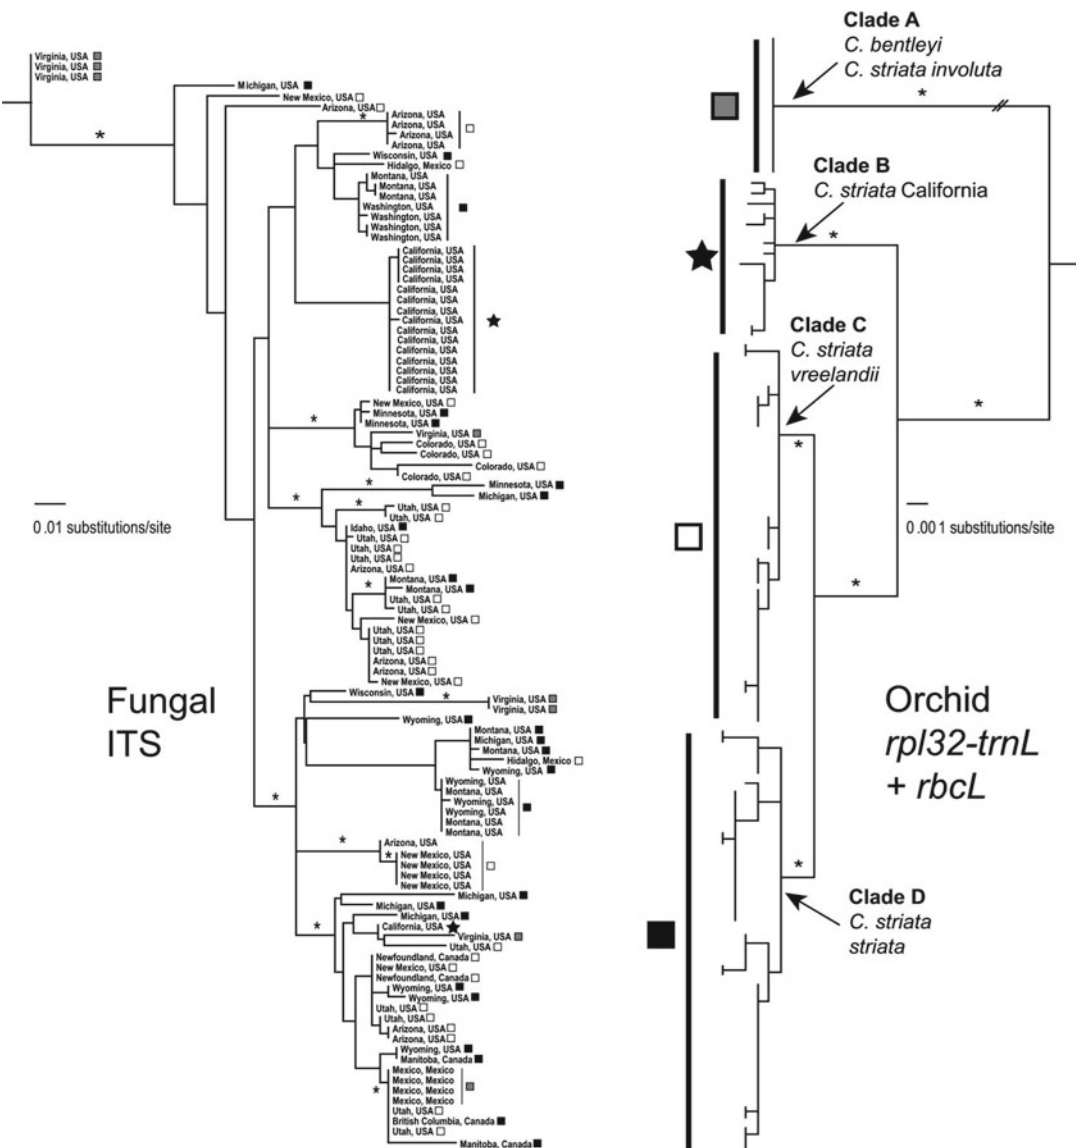 Virginia, USA
Virginia, USA
Virginia, USA
Michigan, USA
New Mexico, USA
Arizona, USA
*
*
Arizona, USA
Arizona, USA
Arizona, USA
Arizona, USA
Wisconsin, USA
Hidalgo, Mexico
Montana, USA
Montana, USA
Montana, USA
Washington, USA
Washington, USA
Washington, USA
Washington, USA
California, USA
California, USA
California, USA
California, USA
California, USA
California, USA
California, USA
California, USA
California, USA
California, USA
California, USA
California, USA
California, USA
California, USA
New Mexico, USA
Minnesota, USA
*
Minnesota, USA
Virginia, USA
Colorado, USA
Colorado, USA
Colorado, USA
Colorado, USA
*
Minnesota, USA
*
Michigan, USA
*
Utah, USA
Utah, USA
0.01 substitutions/site
Idaho, USA
Utah, USA
Utah, USA
Utah, USA
Arizona, USA
Montana, USA
*
Montana, USA
Utah, USA
Utah, USA
New Mexico, USA
Utah, USA
Utah, USA
Utah, USA
Arizona, USA
Arizona, USA
New Mexico, USA
Fungal
ITS
Wisconsin, USA
*
Virginia, USA
Virginia, USA
Wyoming, USA
Montana, USA
Michigan, USA
Montana, USA
Hidalgo, Mexico
Wyoming, USA
Wyoming, USA
Montana, USA
Wyoming, USA
Wyoming, USA
Montana, USA
Montana, USA
*
*
Arizona, USA
*
New Mexico, USA
New Mexico, USA
New Mexico, USA
New Mexico, USA
Michigan, USA
Michigan, USA
Michigan, USA
*
California, USA
Virginia, USA
Utah, USA
Newfoundland, Canada
New Mexico, USA
Newfoundland, Canada
Wyoming, USA
Wyoming, USA
Utah, USA
Utah, USA
Arizona, USA
Arizona, USA
Wyoming, USA
Manitoba, Canada
Mexico, Mexico
Mexico, Mexico
*
Mexico, Mexico
Mexico, Mexico
Utah, USA
British Columbia, Canada
Utah, USA
Manitoba, Canada
Clade A
C. bentleyi
C. striata involuta
*
Clade B
C. striata California
*
Clade C
C. striata
vreelandii
*
*
0.001 substitutions/site
*
Orchid
rpl32-trnL
+ rbcL
*
Clade D
C. striata
striata